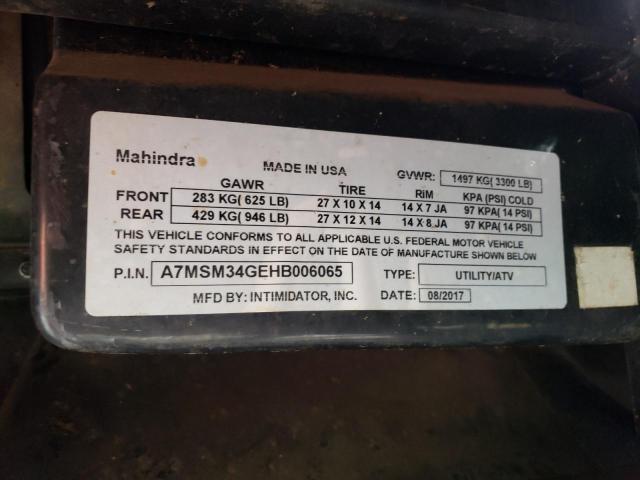 Mahindra MADE IN USA GVWR: 1497 KG( 3300 LB)
GAWR TIRE RiM KPA (PSI) COLD
FRONT 283 KG( 625 LB) 27 X 10 X 14 14 X 7 JA 97 KPA( 14 PSI)
REAR 429 KG( 946 LB) 27 X 12 X 14 14 X 8 JA 97 KPA( 14 PSI)
THIS VEHICLE CONFORMS TO ALL APPLICABLE U.S. FEDERAL MOTOR VEHICLE
SAFETY STANDARDS IN EFFECT ON THE DATE OF MANUFACTURE SHOWN BELOW
P.I.N. A7MSM34GEHB006065 TYPE: UTILITY/ATV
MFD BY: INTIMIDATOR, INC. DATE: 08/2017